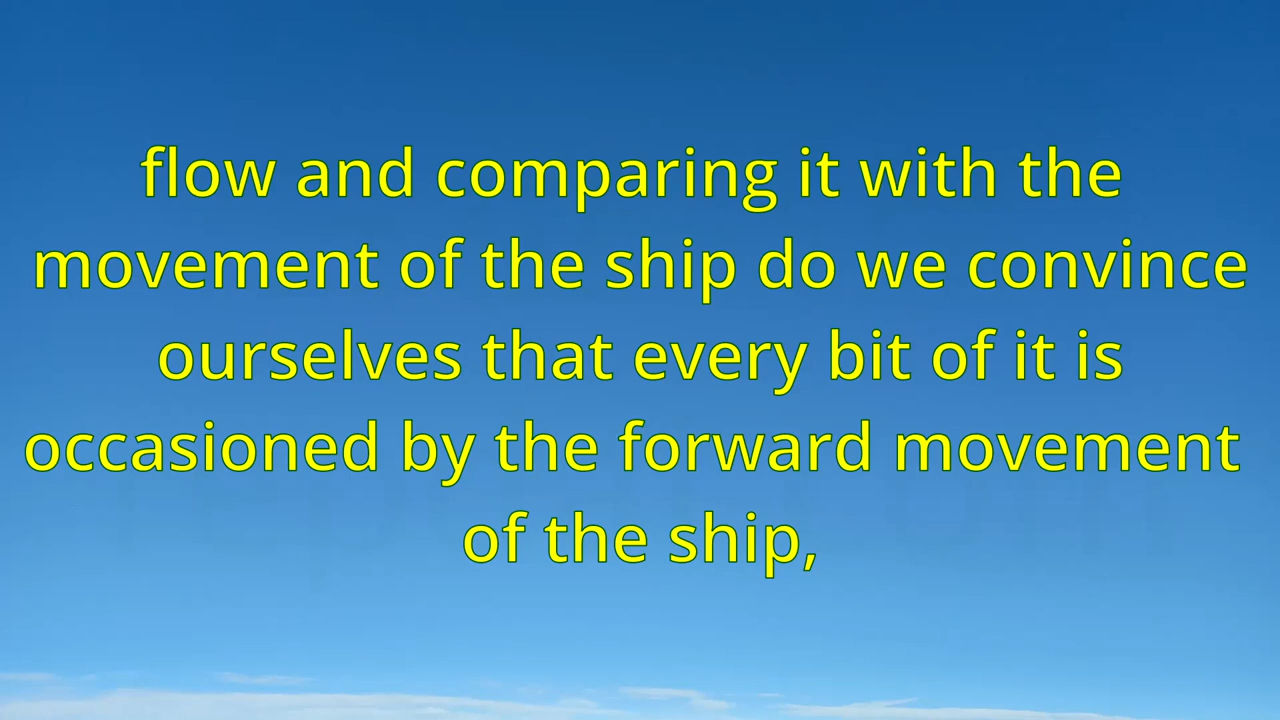 flow and comparing it with the
movement of the ship do we convince
ourselves that every bit of it is
occasioned by the forward movement
of the ship,